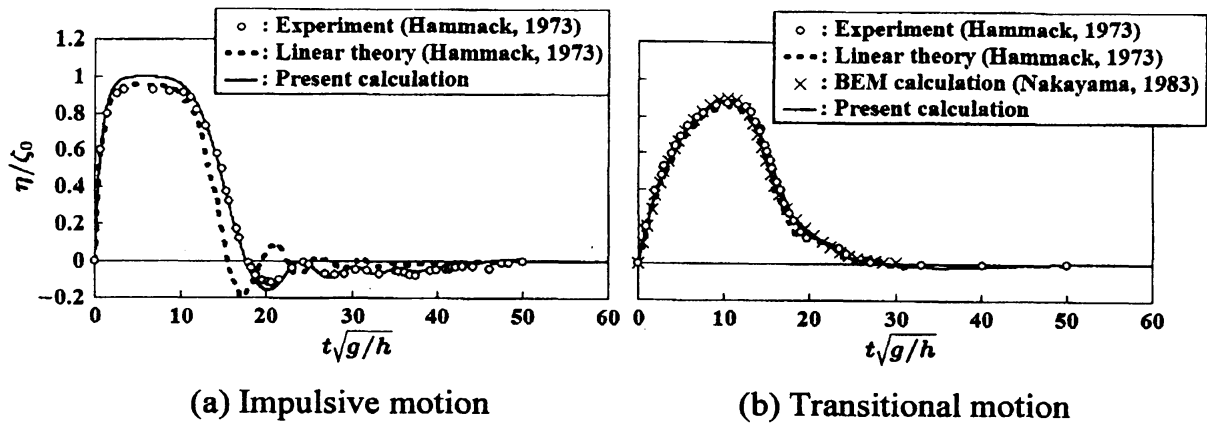 ○ : Experiment (Hammack, 1973)
--- : Linear theory (Hammack, 1973)
— : Present calculation
η/ζ₀
1.2
1
0.8
0.6
0.4
0.2
0
−0.2
0 10 20 30 40 50 60
t√g/h
(a) Impulsive motion
○ : Experiment (Hammack, 1973)
--- : Linear theory (Hammack, 1973)
× : BEM calculation (Nakayama, 1983)
— : Present calculation
0 10 20 30 40 50 60
t√g/h
(b) Transitional motion